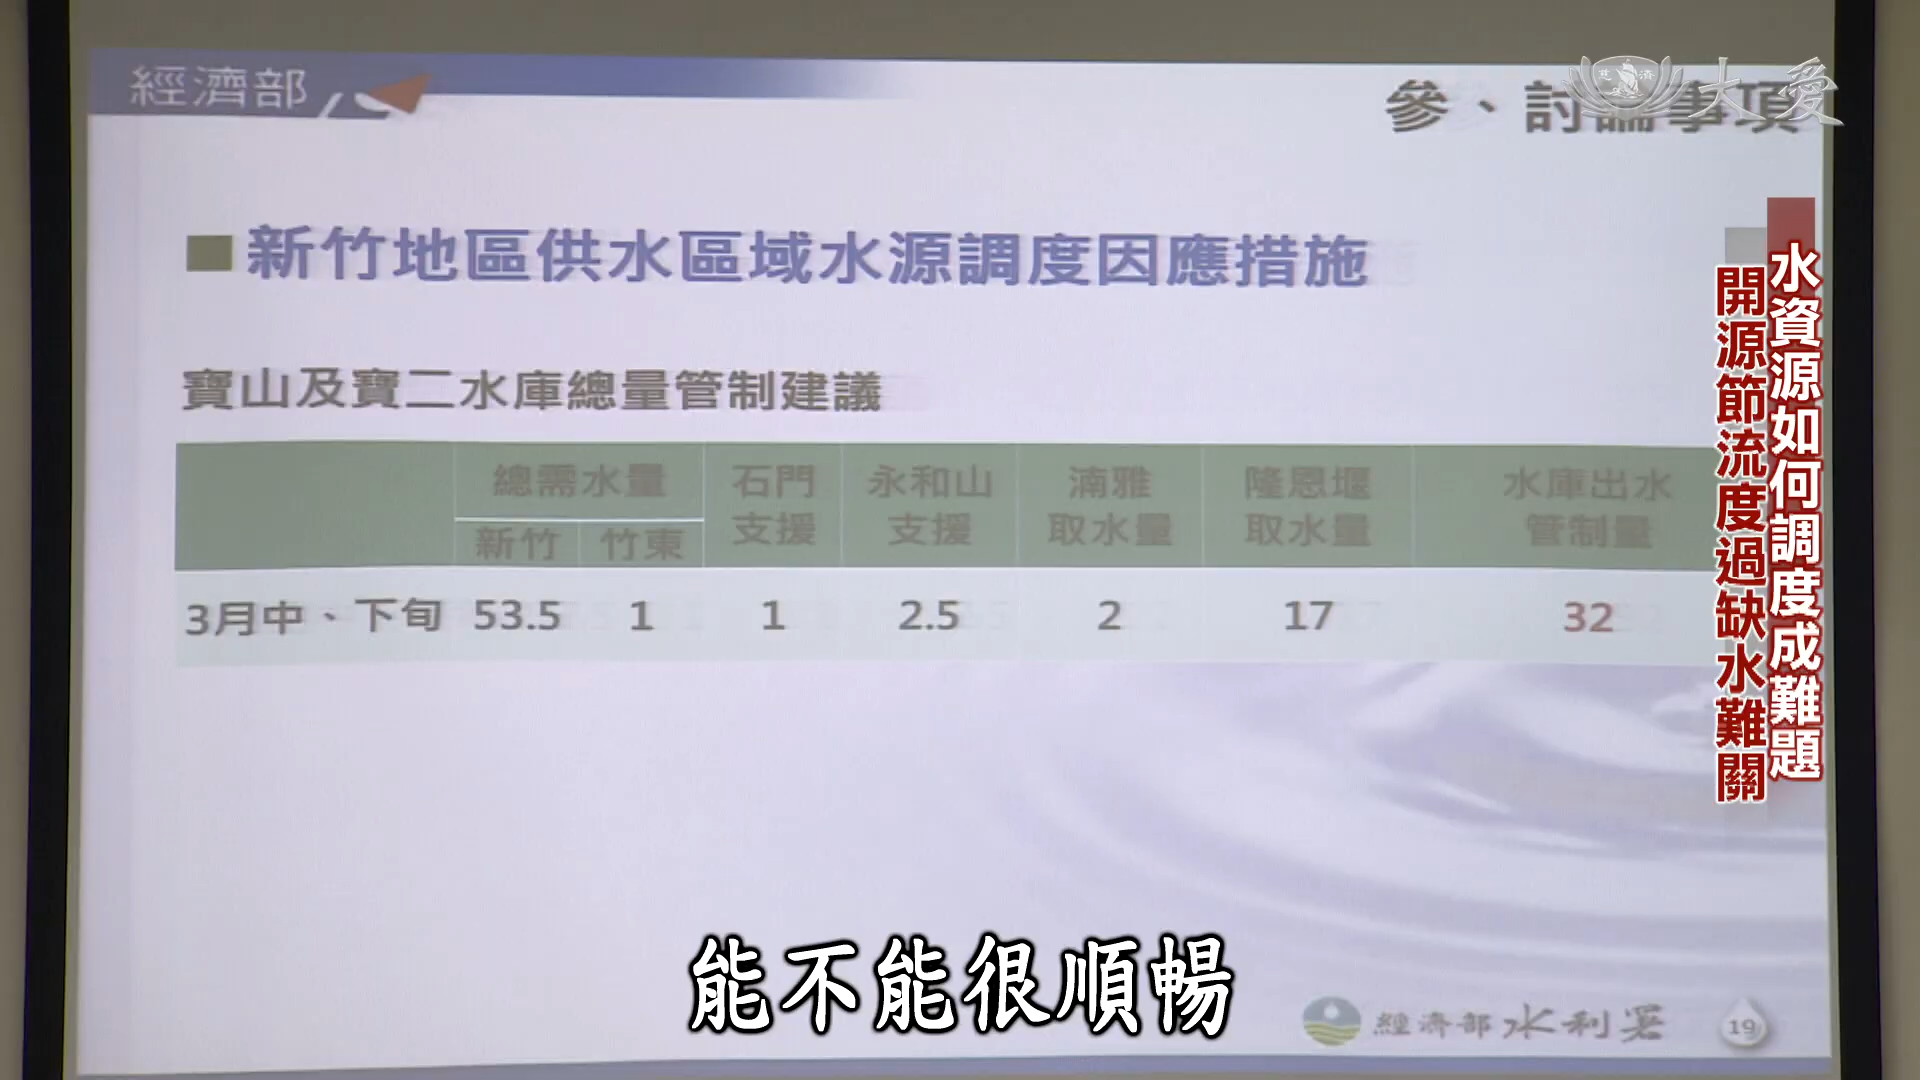 經濟部
參、討論事項
大愛
慈濟
新竹地區供水區域水源調度因應措施
寶山及寶二水庫總量管制建議
總需水量 石門支援 永和山支援 湳雅取水量 隆恩堰取水量 水庫出水管制量
新竹 竹東
3月中、下旬 53.5 1 1 2.5 2 17 32
水資源如何調度成難題
開源節流度過缺水難關
能不能很順暢
經濟部水利署
19